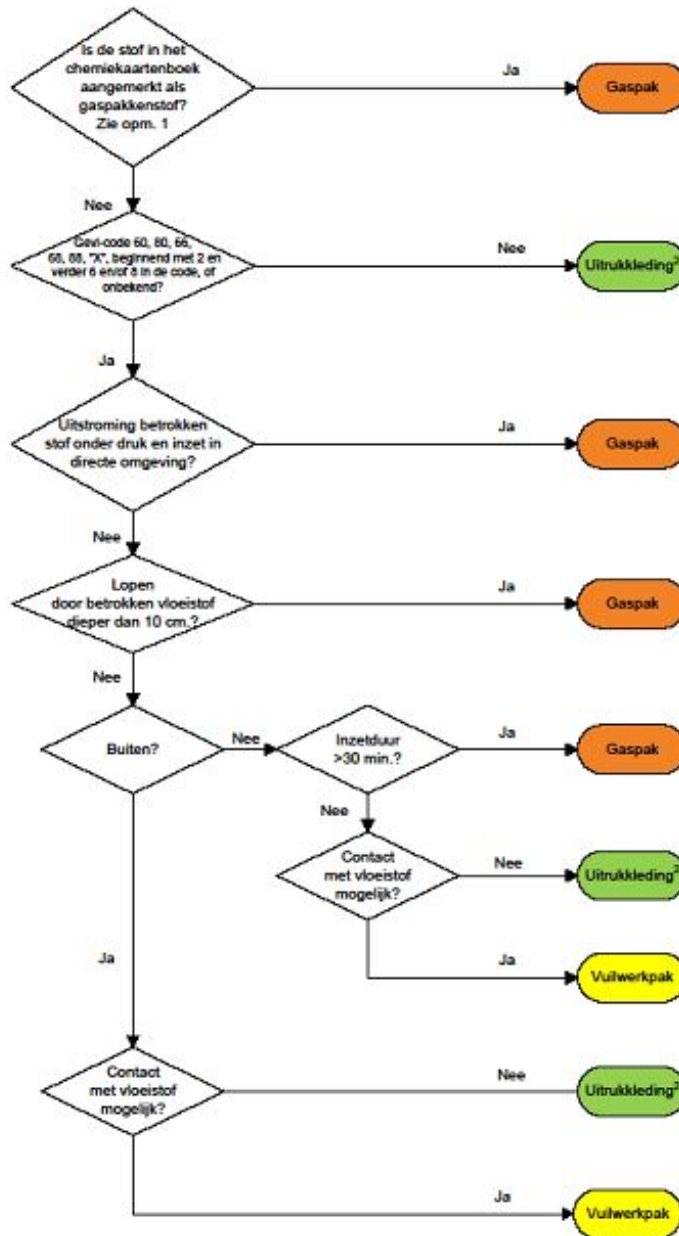 Is de stof in het
chemiekaartenboek
aangemerkt als
gaspakkenstof?
Zie opm. 1
Ja
Gaspak
Nee
Gevi-code 60, 80, 66,
68, 88, "X", beginnend met 2 en
verder 6 en/of 8 in de code, of
onbekend?
Nee
Uitrukkleding2
Ja
Uitstroming betrokken
stof onder druk en inzet in
directe omgeving?
Ja
Gaspak
Nee
Lopen
door betrokken vloeistof
dieper dan 10 cm.?
Ja
Gaspak
Nee
Buiten?
Nee
Inzetduur
>30 min.?
Ja
Gaspak
Nee
Contact
met vloeistof
mogelijk?
Nee
Uitrukkleding2
Ja
Vuilwerkpak
Ja
Contact
met vloeistof
mogelijk?
Nee
Uitrukkleding2
Ja
Vuilwerkpak